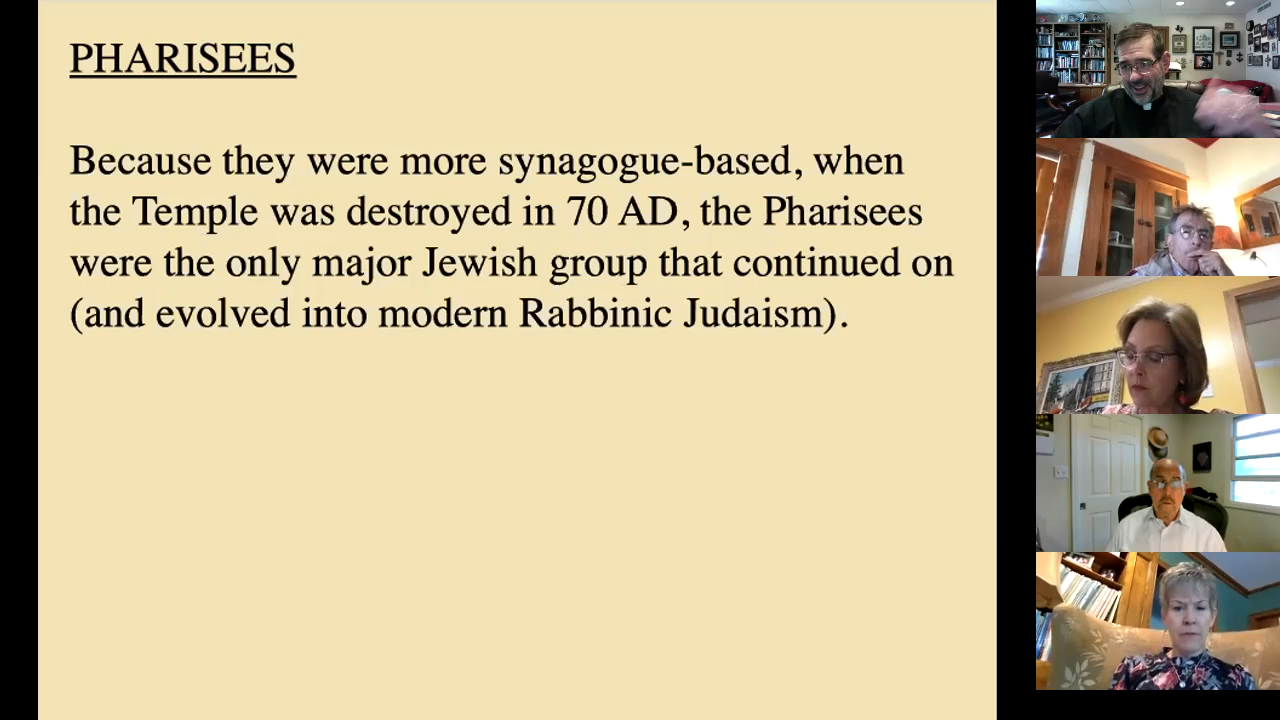 PHARISEES
Because they were more synagogue-based, when
the Temple was destroyed in 70 AD, the Pharisees
were the only major Jewish group that continued on
(and evolved into modern Rabbinic Judaism).